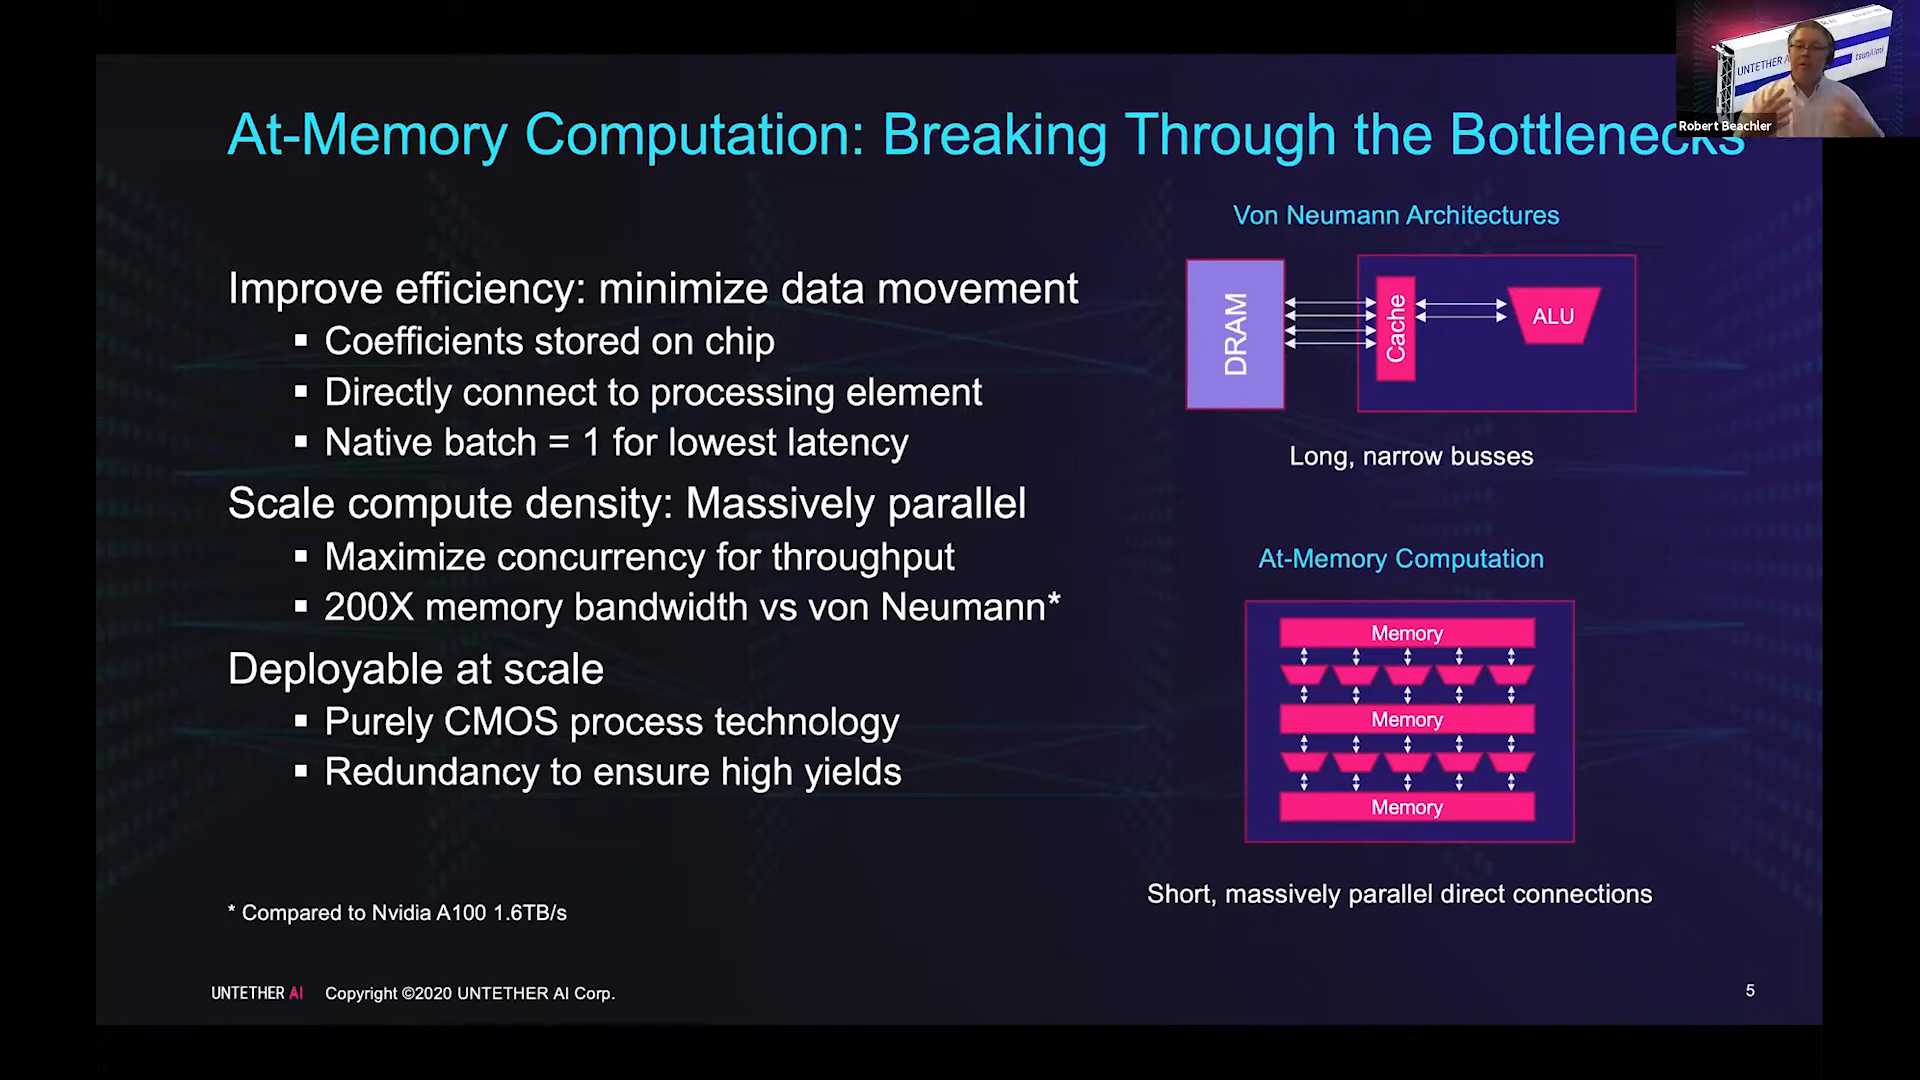 UNTETHER
tsunAImi
Robert Beachler
At-Memory Computation: Breaking Through the Bottlenecks
Von Neumann Architectures
DRAM
Cache
ALU
Long, narrow busses
Improve efficiency: minimize data movement
▪ Coefficients stored on chip
▪ Directly connect to processing element
▪ Native batch = 1 for lowest latency
Scale compute density: Massively parallel
▪ Maximize concurrency for throughput
▪ 200X memory bandwidth vs von Neumann*
Deployable at scale
▪ Purely CMOS process technology
▪ Redundancy to ensure high yields
At-Memory Computation
Memory
Memory
Memory
Short, massively parallel direct connections
* Compared to Nvidia A100 1.6TB/s
UNTETHER AI Copyright ©2020 UNTETHER AI Corp.
5